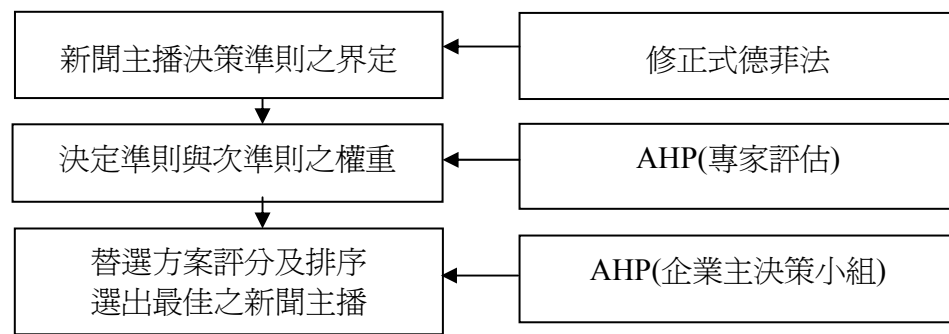 新聞主播決策準則之界定
修正式德菲法
決定準則與次準則之權重
AHP(專家評估)
替選方案評分及排序
選出最佳之新聞主播
AHP(企業主決策小組)